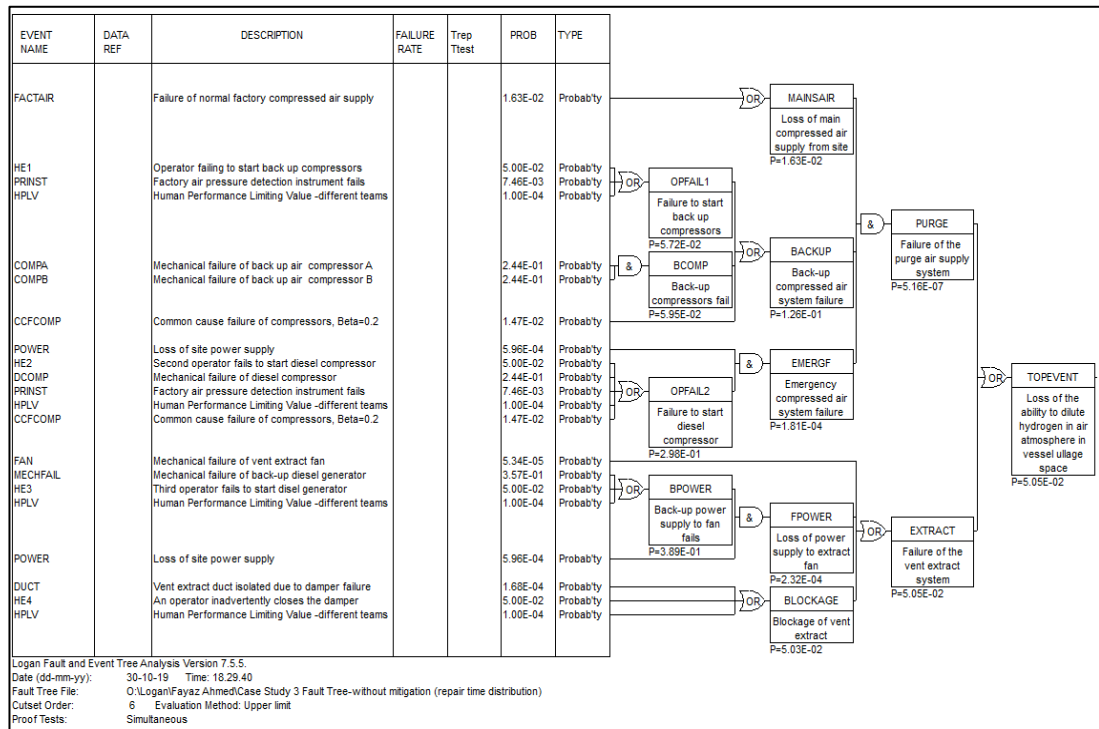 EVENT NAME DATA REF DESCRIPTION FAILURE RATE Trep Ttest PROB TYPE
FACTAIR Failure of normal factory compressed air supply 1.63E-02 Probab'ty
OR
MAINSAIR
Loss of main
compressed air
supply from site
P=1.63E-02
HE1 Operator failing to start back up compressors 5.00E-02 Probab'ty
PRINST Factory air pressure detection instrument fails 7.46E-03 Probab'ty
HPLV Human Performance Limiting Value -different teams 1.00E-04 Probab'ty
OR
OPFAIL1
Failure to start
back up
compressors
P=5.72E-02
COMPA Mechanical failure of back up air compressor A 2.44E-01 Probab'ty
COMPB Mechanical failure of back up air compressor B 2.44E-01 Probab'ty
&
BCOMP
Back-up
compressors fail
P=5.95E-02
CCFCOMP Common cause failure of compressors, Beta=0.2 1.47E-02 Probab'ty
OR
BACKUP
Back-up
compressed air
system failure
P=1.26E-01
&
PURGE
Failure of the
purge air supply
system
P=5.16E-07
POWER Loss of site power supply 5.96E-04 Probab'ty
HE2 Second operator fails to start diesel compressor 5.00E-02 Probab'ty
DCOMP Mechanical failure of diesel compressor 2.44E-01 Probab'ty
PRINST Factory air pressure detection instrument fails 7.46E-03 Probab'ty
HPLV Human Performance Limiting Value -different teams 1.00E-04 Probab'ty
CCFCOMP Common cause failure of compressors, Beta=0.2 1.47E-02 Probab'ty
OR
OPFAIL2
Failure to start
diesel
compressor
P=2.98E-01
&
EMERGF
Emergency
compressed air
system failure
P=1.81E-04
OR
TOPEVENT
Loss of the
ability to dilute
hydrogen in air
atmosphere in
vessel ullage
space
P=5.05E-02
FAN Mechanical failure of vent extract fan 5.34E-05 Probab'ty
MECHFAIL Mechanical failure of back-up diesel generator 3.57E-01 Probab'ty
HE3 Third operator fails to start disel generator 5.00E-02 Probab'ty
HPLV Human Performance Limiting Value -different teams 1.00E-04 Probab'ty
OR
BPOWER
Back-up power
supply to fan
fails
P=3.89E-01
POWER Loss of site power supply 5.96E-04 Probab'ty
&
FPOWER
Loss of power
supply to extract
fan
P=2.32E-04
OR
EXTRACT
Failure of the
vent extract
system
P=5.05E-02
DUCT Vent extract duct isolated due to damper failure 1.68E-04 Probab'ty
HE4 An operator inadvertently closes the damper 5.00E-02 Probab'ty
HPLV Human Performance Limiting Value -different teams 1.00E-04 Probab'ty
OR
BLOCKAGE
Blockage of vent
extract
P=5.03E-02
Logan Fault and Event Tree Analysis Version 7.5.5.
Date (dd-mm-yy): 30-10-19 Time: 18.29.40
Fault Tree File: O:\Logan\Fayaz Ahmed\Case Study 3 Fault Tree-without mitigation (repair time distribution)
Cutset Order: 6 Evaluation Method: Upper limit
Proof Tests: Simultaneous